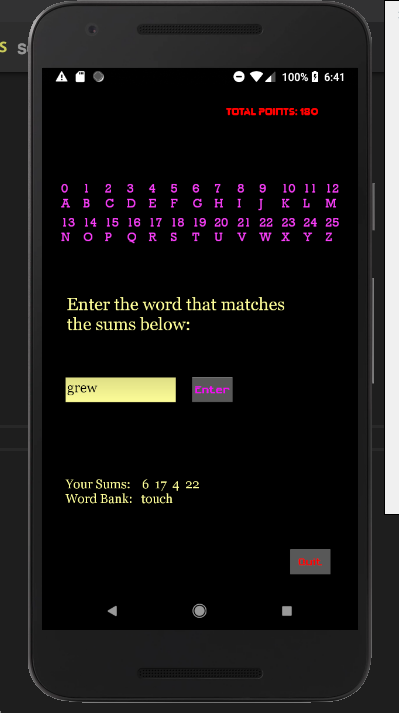 100% 6:41
TOTAL POINTS: 180
0 1 2 3 4 5 6 7 8 9 10 11 12
A B C D E F G H I J K L M
13 14 15 16 17 18 19 20 21 22 23 24 25
N O P Q R S T U V W X Y Z
Enter the word that matches
the sums below:
grew
Enter
Your Sums: 6 17 4 22
Word Bank: touch
Quit